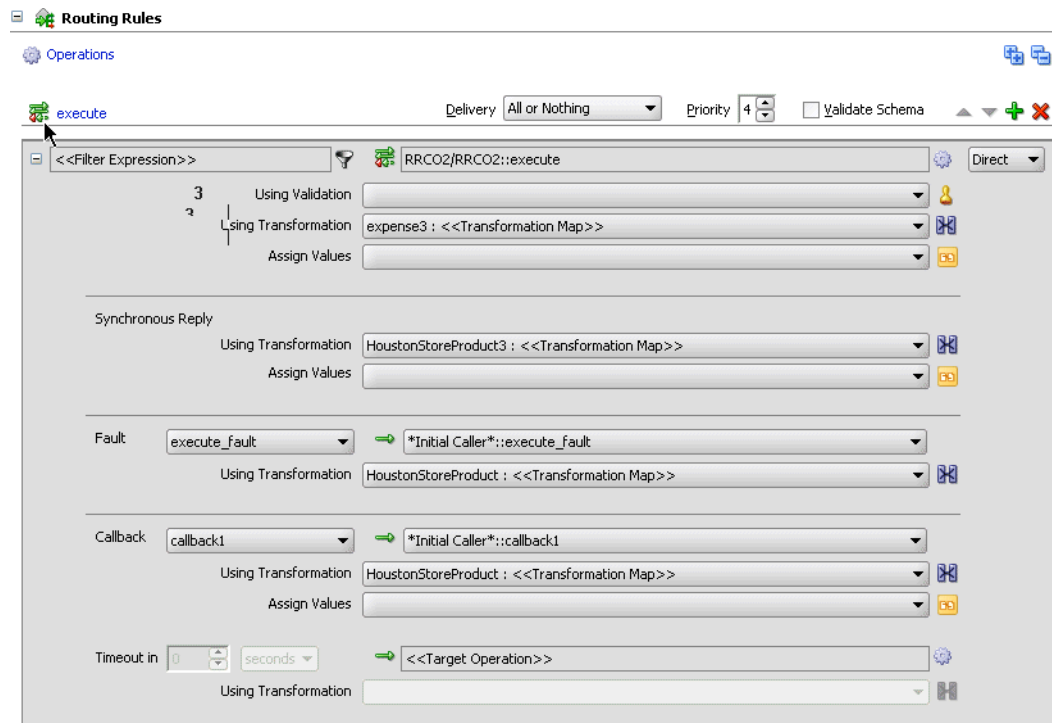 Routing Rules
Operations
execute Delivery All or Nothing Priority 4 Validate Schema
<<Filter Expression>> RRCO2/RRCO2::execute Direct
3 Using Validation
3
Using Transformation expense3 : <<Transformation Map>>
Assign Values
Synchronous Reply
Using Transformation HoustonStoreProduct3 : <<Transformation Map>>
Assign Values
Fault execute_fault *Initial Caller*::execute_fault
Using Transformation HoustonStoreProduct : <<Transformation Map>>
Callback callback1 *Initial Caller*::callback1
Using Transformation HoustonStoreProduct : <<Transformation Map>>
Assign Values
Timeout in 0 seconds <<Target Operation>>
Using Transformation